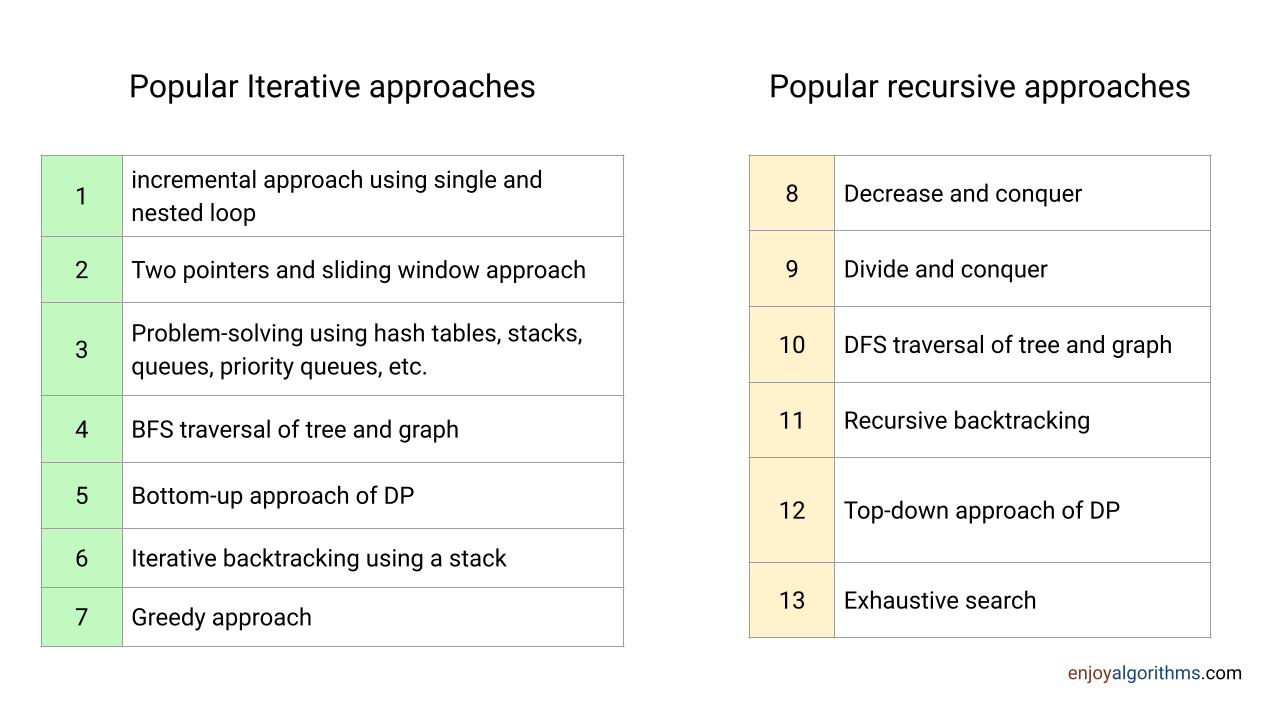 Popular Iterative approaches
1
incremental approach using single and
nested loop
2
Two pointers and sliding window approach
3
Problem-solving using hash tables, stacks,
queues, priority queues, etc.
4
BFS traversal of tree and graph
5
Bottom-up approach of DP
6
Iterative backtracking using a stack
7
Greedy approach
Popular recursive approaches
8
Decrease and conquer
9
Divide and conquer
10
DFS traversal of tree and graph
11
Recursive backtracking
12
Top-down approach of DP
13
Exhaustive search
enjoyalgorithms.com